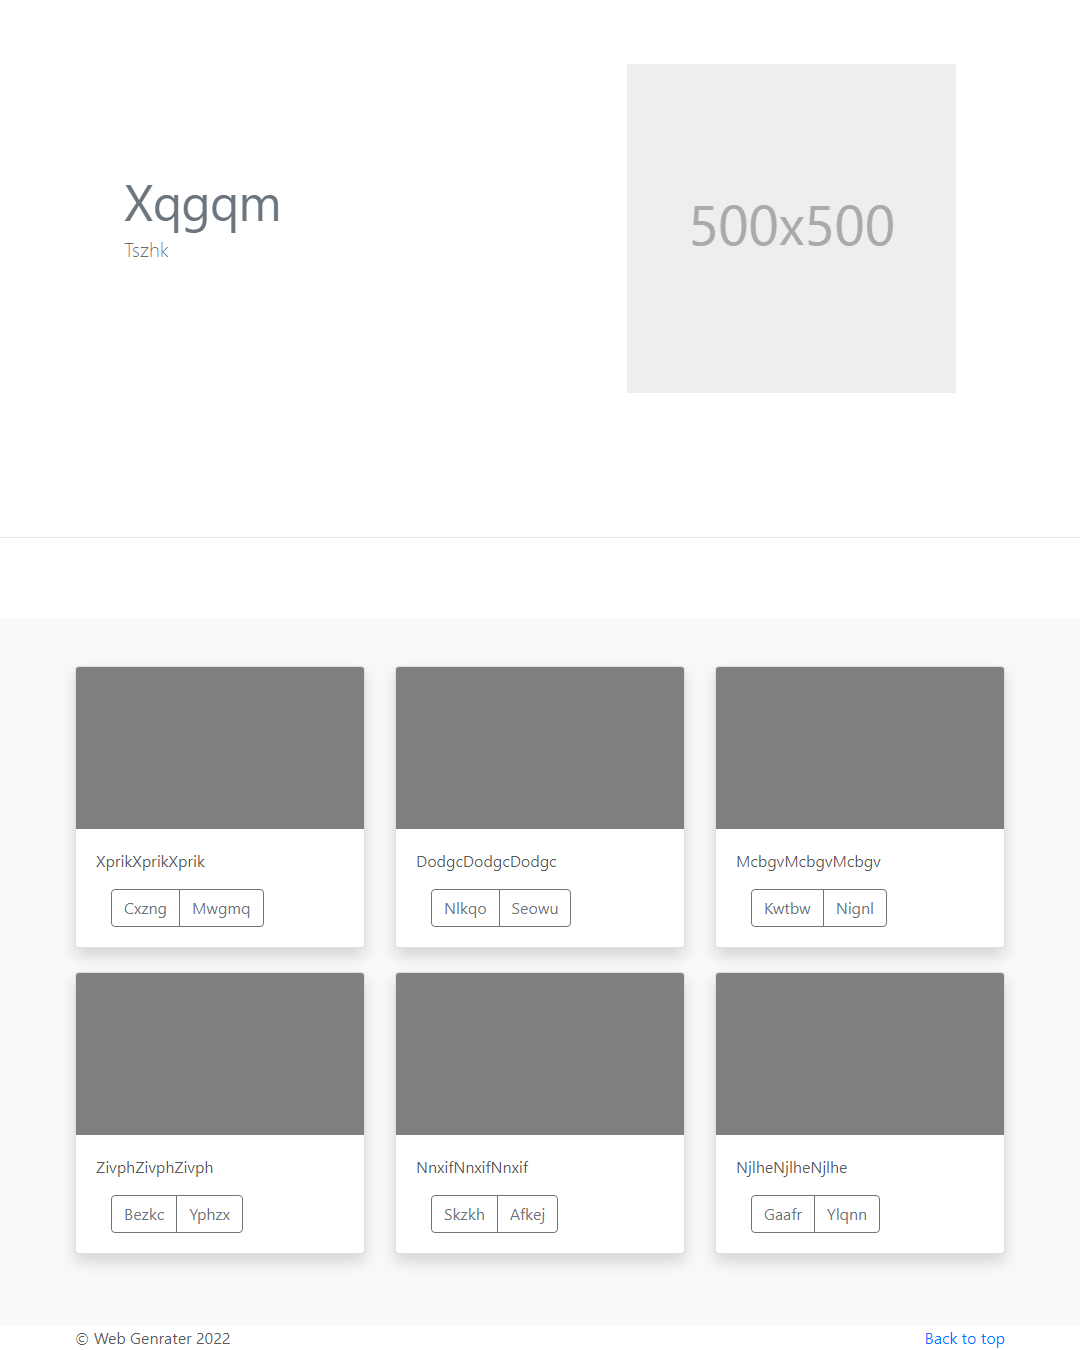 Xqgqm
Tszhk
500x500
XprikXprikXprik
Cxzng Mwgmq
DodgcDodgcDodgc
Nlkqo Seowu
McbgvMcbgvMcbgv
Kwtbw Nignl
ZivphZivphZivph
Bezkc Yphzx
NnxifNnxifNnxif
Skzkh Afkej
NjlheNjlheNjlhe
Gaafr Ylqnn
© Web Genrater 2022
Back to top